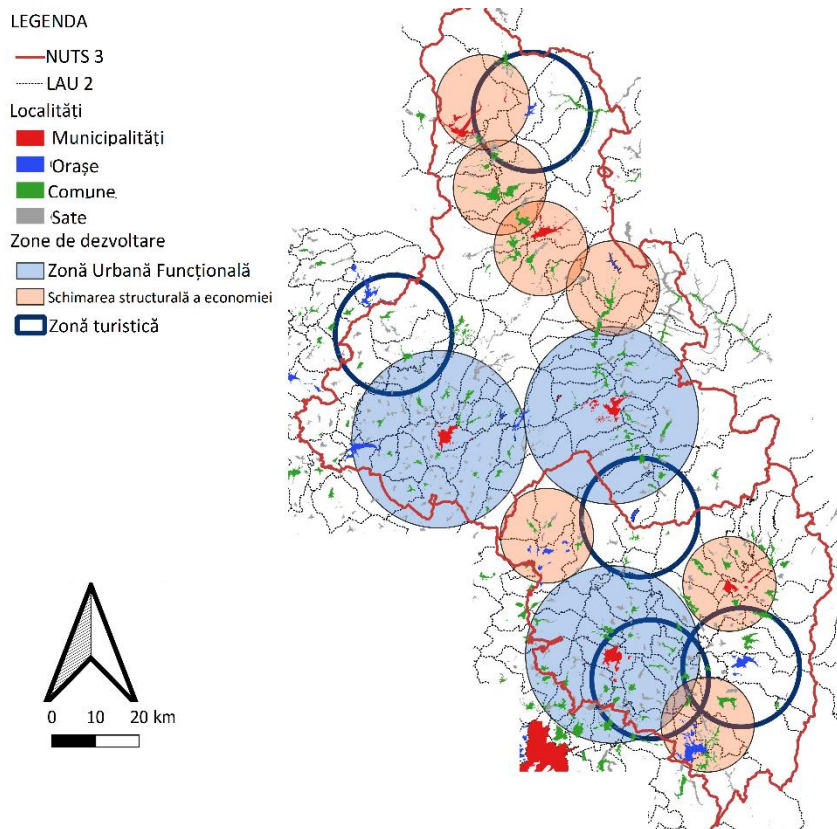 LEGENDA
NUTS 3
LAU 2
Localități
Municipalități
Orașe
Comune
Sate
Zone de dezvoltare
Zonă Urbană Funcțională
Schimarea structurală a economiei
Zonă turistică
0 10 20 km